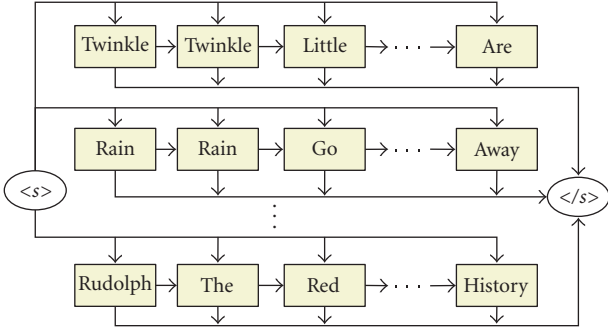 Twinkle Twinkle Little . . . Are
Rain Rain Go . . . Away
<s> </s>
Rudolph The Red . . . History